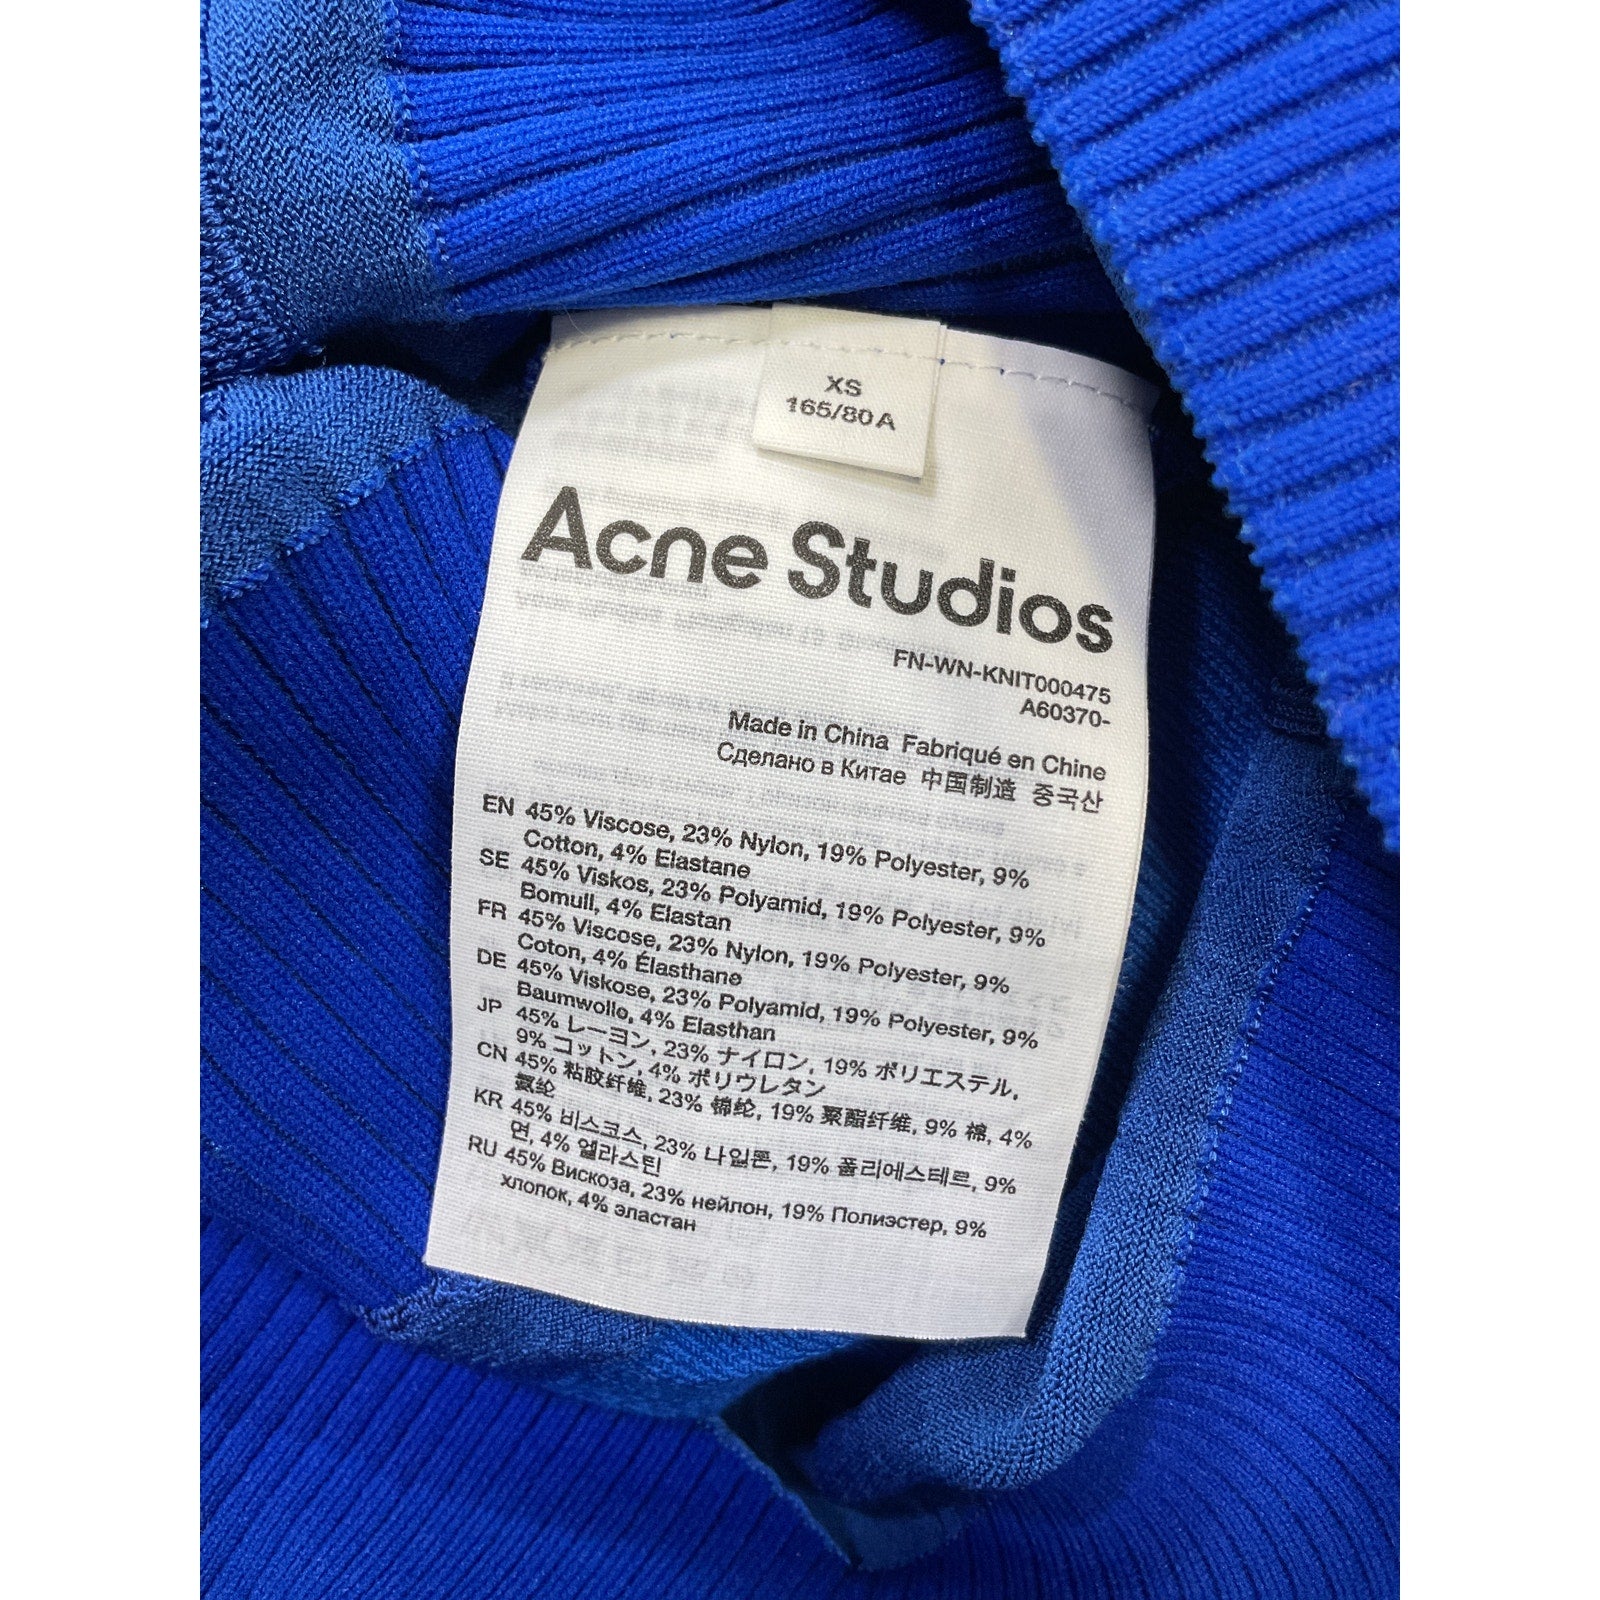 XS
165/80A
Acne Studios
FN-WN-KNIT000475
A60370-
Made in China Fabriqué en Chine
Сделано в Китае 中国制造 중국산
EN 45% Viscose, 23% Nylon, 19% Polyester, 9%
Cotton, 4% Elastane
SE 45% Viskos, 23% Polyamid, 19% Polyester, 9%
Bomull, 4% Elastan
FR 45% Viscose, 23% Nylon, 19% Polyester, 9%
Coton, 4% Élasthane
DE 45% Viskose, 23% Polyamid, 19% Polyester, 9%
Baumwolle, 4% Elasthan
JP 45% レーヨン, 23% ナイロン, 19% ポリエステル,
9% コットン, 4% ポリウレタン
CN 45% 粘胶纤维, 23% 锦纶, 19% 聚酯纤维, 9% 棉, 4%
氨纶
KR 45% 비스코스, 23% 나일론, 19% 폴리에스테르, 9%
면, 4% 엘라스틴
RU 45% Вискоза, 23% нейлон, 19% Полиэстер, 9%
хлопок, 4% эластан